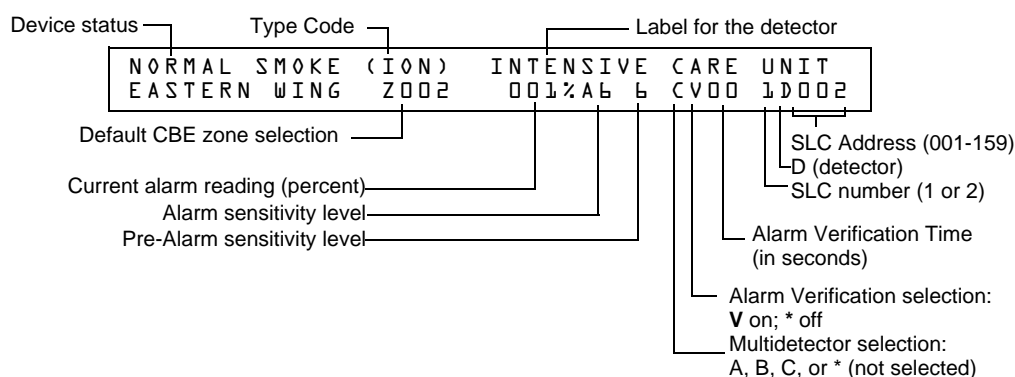 Device status
Type Code
Label for the detector
NORMAL SMOKE (ION) INTENSIVE CARE UNIT
EASTERN WING Z002 001%A6 6 CV00 1D002
Default CBE zone selection
SLC Address (001-159)
D (detector)
SLC number (1 or 2)
Current alarm reading (percent)
Alarm sensitivity level
Pre-Alarm sensitivity level
Alarm Verification Time
(in seconds)
Alarm Verification selection:
V on; * off
Multidetector selection:
A, B, C, or * (not selected)